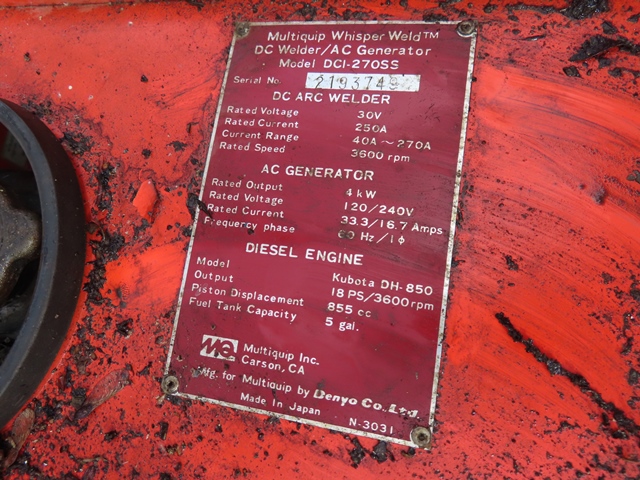 Multiquip Whisper Weld™
DC Welder/AC Generator
Model DCI-270SS
Serial No. 2193749
DC ARC WELDER
Rated Voltage 30V
Rated Current 250A
Current Range 40A ~ 270A
Rated Speed 3600 rpm
AC GENERATOR
Rated Output 4 kW
Rated Voltage 120/240V
Rated Current 33.3/16.7 Amps
Frequency phase 60 Hz/1ϕ
DIESEL ENGINE
Model Kubota DH-850
Output 18 PS/3600rpm
Piston Displacement 855 cc
Fuel Tank Capacity 5 gal.
MQ Multiquip Inc.
Carson, CA
Mfg. for Multiquip by Denyo Co., Ltd.
Made In Japan N-3031